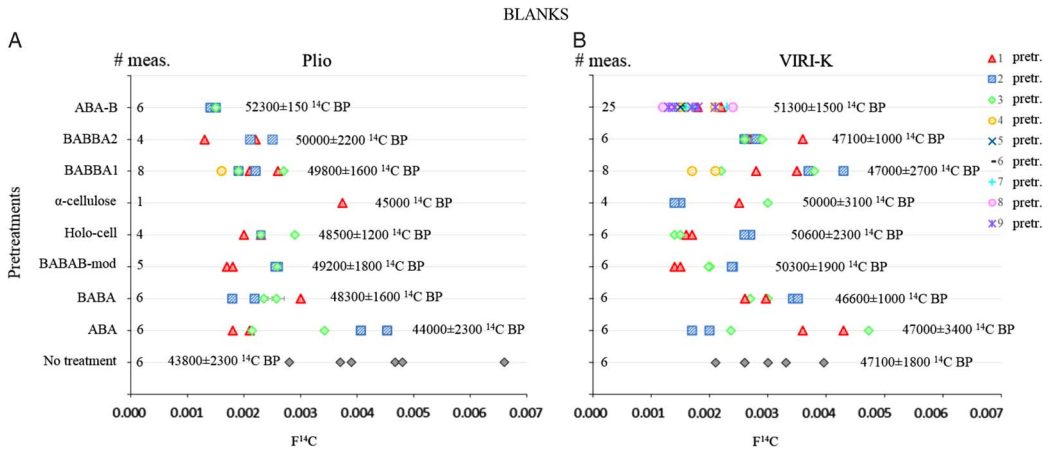 BLANKS
A
# meas.
Plio
ABA-B 6 52300±150 ¹⁴C BP
BABBA2 4 50000±2200 ¹⁴C BP
BABBA1 8 49800±1600 ¹⁴C BP
α-cellulose 1 45000 ¹⁴C BP
Holo-cell 4 48500±1200 ¹⁴C BP
BABAB-mod 5 49200±1800 ¹⁴C BP
BABA 6 48300±1600 ¹⁴C BP
ABA 6 44000±2300 ¹⁴C BP
No treatment 6 43800±2300 ¹⁴C BP
Pretreatments
0.000 0.001 0.002 0.003 0.004 0.005 0.006 0.007
F¹⁴C
B
# meas.
VIRI-K
25 51300±1500 ¹⁴C BP
6 47100±1000 ¹⁴C BP
8 47000±2700 ¹⁴C BP
4 50000±3100 ¹⁴C BP
6 50600±2300 ¹⁴C BP
6 50300±1900 ¹⁴C BP
6 46600±1000 ¹⁴C BP
6 47000±3400 ¹⁴C BP
6 47100±1800 ¹⁴C BP
0.000 0.001 0.002 0.003 0.004 0.005 0.006 0.007
F¹⁴C
1 pretr.
2 pretr.
3 pretr.
4 pretr.
5 pretr.
6 pretr.
7 pretr.
8 pretr.
9 pretr.